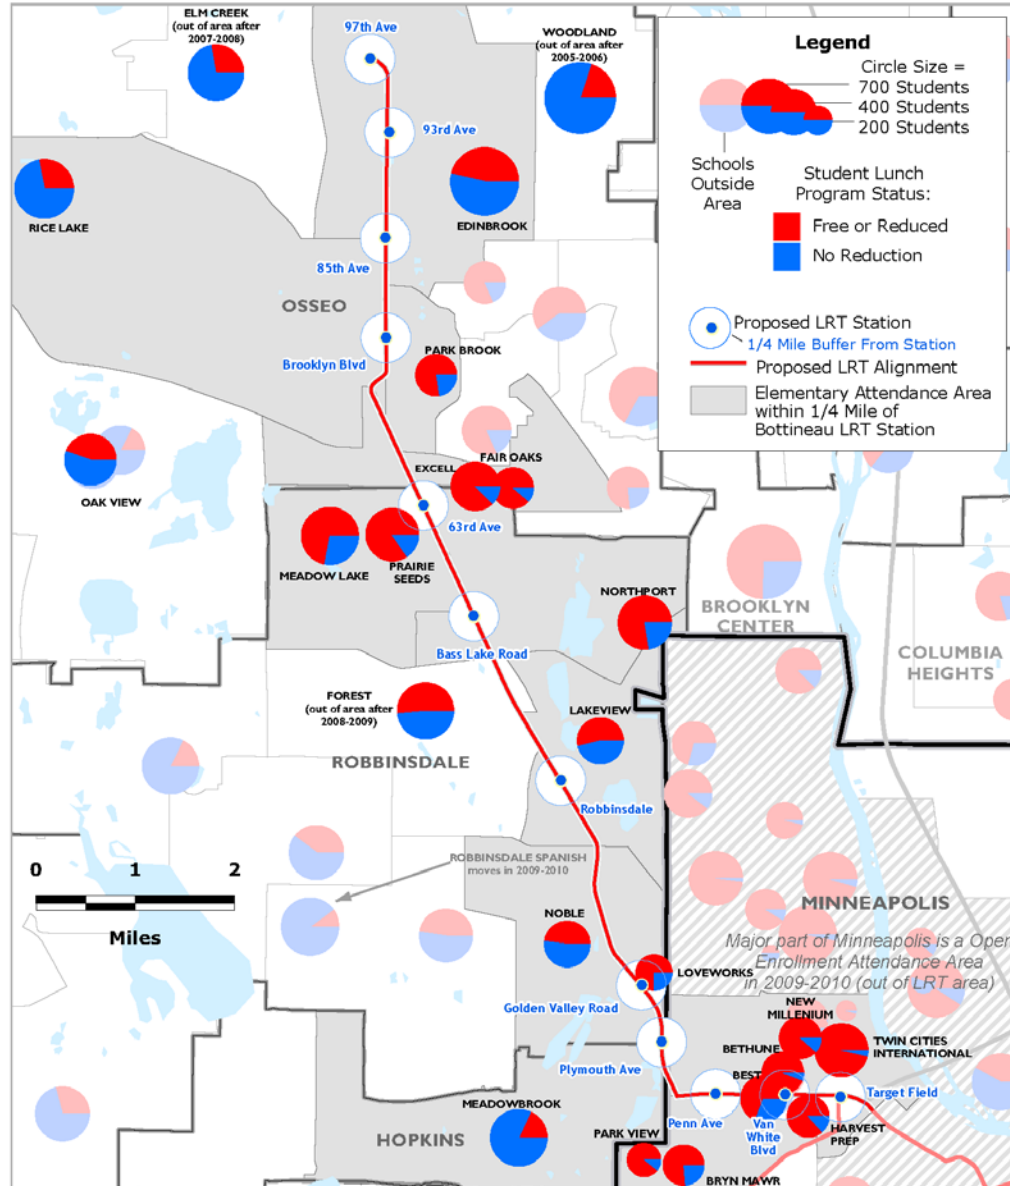 ELM CREEK
(out of area after
2007-2008)
97th Ave
WOODLAND
(out of area after
2005-2006)
93rd Ave
RICE LAKE
EDINBROOK
85th Ave
OSSEO
Brooklyn Blvd
PARK BROOK
Legend
Circle Size =
700 Students
400 Students
200 Students
Schools
Outside
Area
Student Lunch
Program Status:
Free or Reduced
No Reduction
Proposed LRT Station
1/4 Mile Buffer From Station
Proposed LRT Alignment
Elementary Attendance Area
within 1/4 Mile of
Bottineau LRT Station
OAK VIEW
EXCELL
FAIR OAKS
63rd Ave
MEADOW LAKE
PRAIRIE
SEEDS
NORTHPORT
BROOKLYN
CENTER
COLUMBIA
HEIGHTS
Bass Lake Road
FOREST
(out of area after
2008-2009)
LAKEVIEW
ROBBINSDALE
Robbinsdale
0 1 2
Miles
ROBBINSDALE SPANISH
moves in 2009-2010
MINNEAPOLIS
Major part of Minneapolis is a Open
Enrollment Attendance Area
in 2009-2010 (out of LRT area)
NOBLE
LOVEWORKS
Golden Valley Road
NEW
MILLENIUM
TWIN CITIES
INTERNATIONAL
BETHUNE
Plymouth Ave
BEST
Target Field
MEADOWBROOK
HOPKINS
Penn Ave
Van
White
Blvd
HARVEST
PREP
PARK VIEW
BRYN MAWR